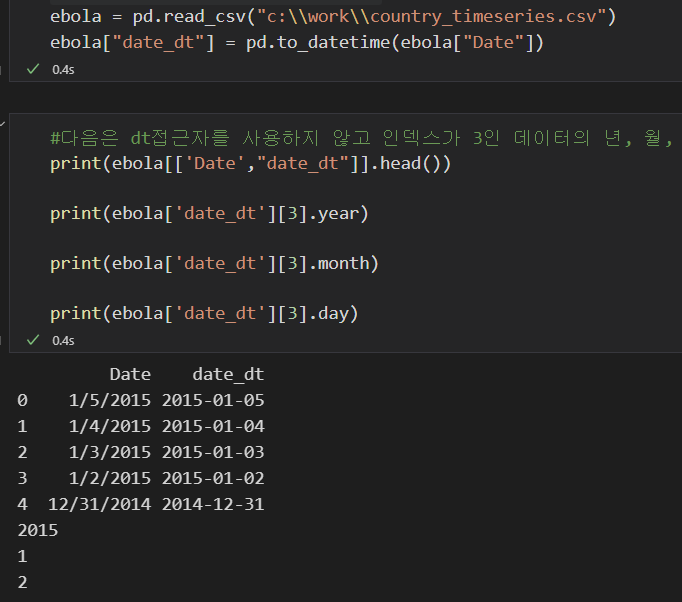 ebola = pd.read_csv("c:\\work\\country_timeseries.csv")
ebola["date_dt"] = pd.to_datetime(ebola["Date"])
0.4s
#다음은 dt접근자를 사용하지 않고 인덱스가 3인 데이터의 년, 월,
print(ebola[['Date',"date_dt"]].head())
print(ebola['date_dt'][3].year)
print(ebola['date_dt'][3].month)
print(ebola['date_dt'][3].day)
0.4s
Date date_dt
0 1/5/2015 2015-01-05
1 1/4/2015 2015-01-04
2 1/3/2015 2015-01-03
3 1/2/2015 2015-01-02
4 12/31/2014 2014-12-31
2015
1
2